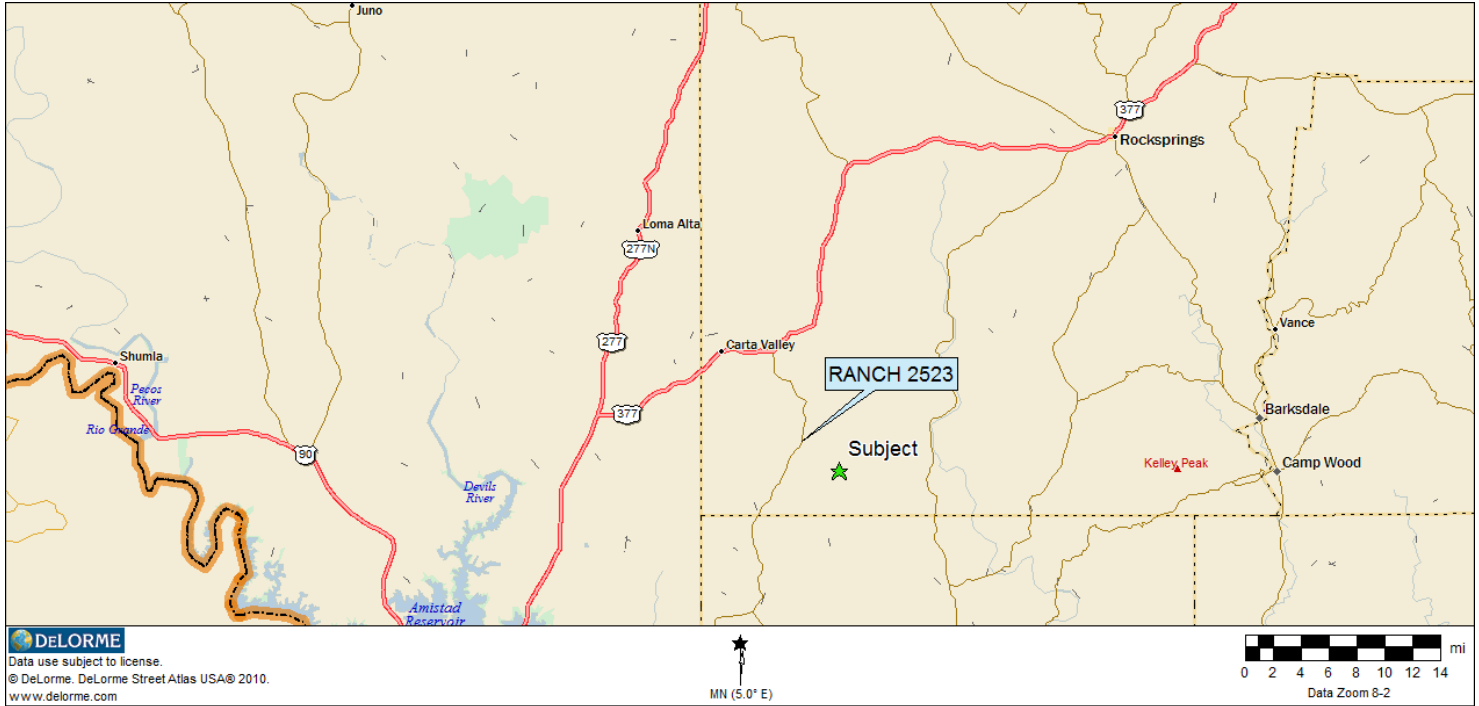 Juno
377
Rocksprings
Loma Alta
277N
Vance
277
Carta Valley
Shumla
RANCH 2523
Pecos
River
Rio Grande
377
Barksdale
90
Subject
Kelley Peak
Camp Wood
Devils
River
Amistad
Reservoir
DELORME
Data use subject to license.
© DeLorme. DeLorme Street Atlas USA® 2010.
www.delorme.com
MN (5.0° E)
mi
0 2 4 6 8 10 12 14
Data Zoom 8-2